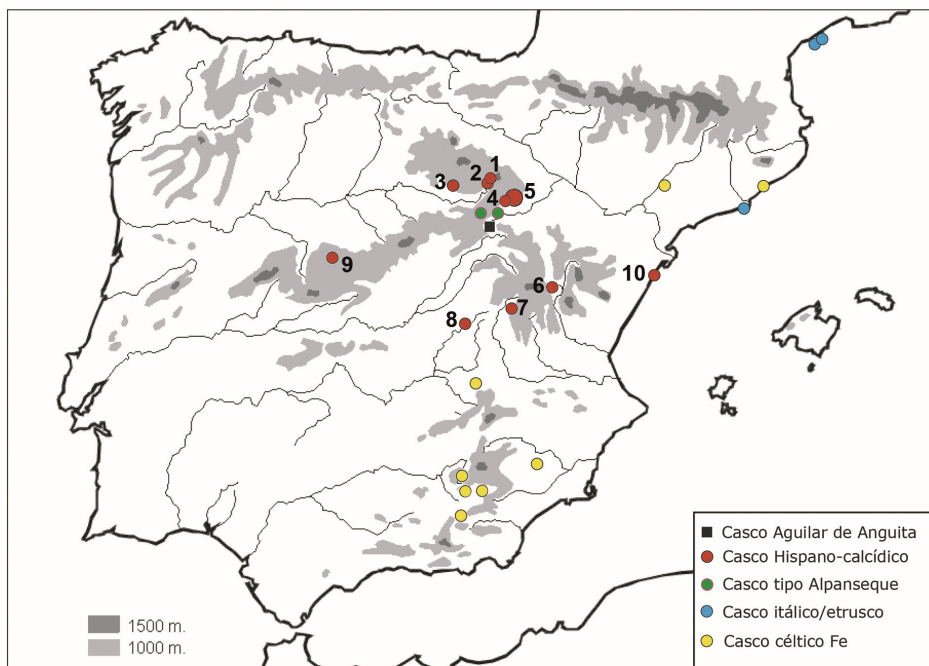 1
2
3
5
4
9
6
10
7
8
Casco Aguilar de Anguita
Casco Hispano-calcídico
Casco tipo Alpanseque
Casco itálico/etrusco
Casco céltico Fe
1500 m.
1000 m.